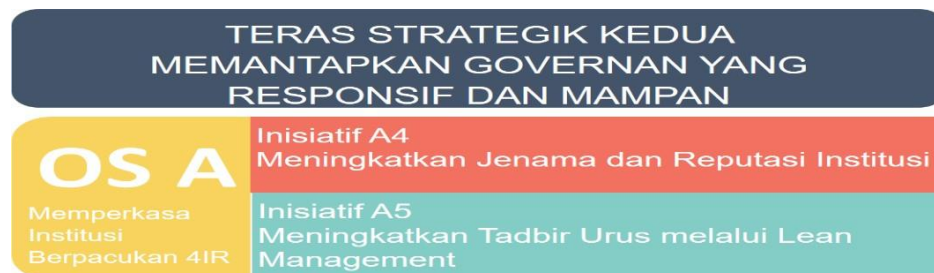 TERAS STRATEGIK KEDUA
MEMANTAPKAN GOVERNAN YANG
RESPONSIF DAN MAMPAN
OS A
Memperkasa
Institusi
Berpacukan 4IR
Inisiatif A4
Meningkatkan Jenama dan Reputasi Institusi
Inisiatif A5
Meningkatkan Tadbir Urus melalui Lean
Management